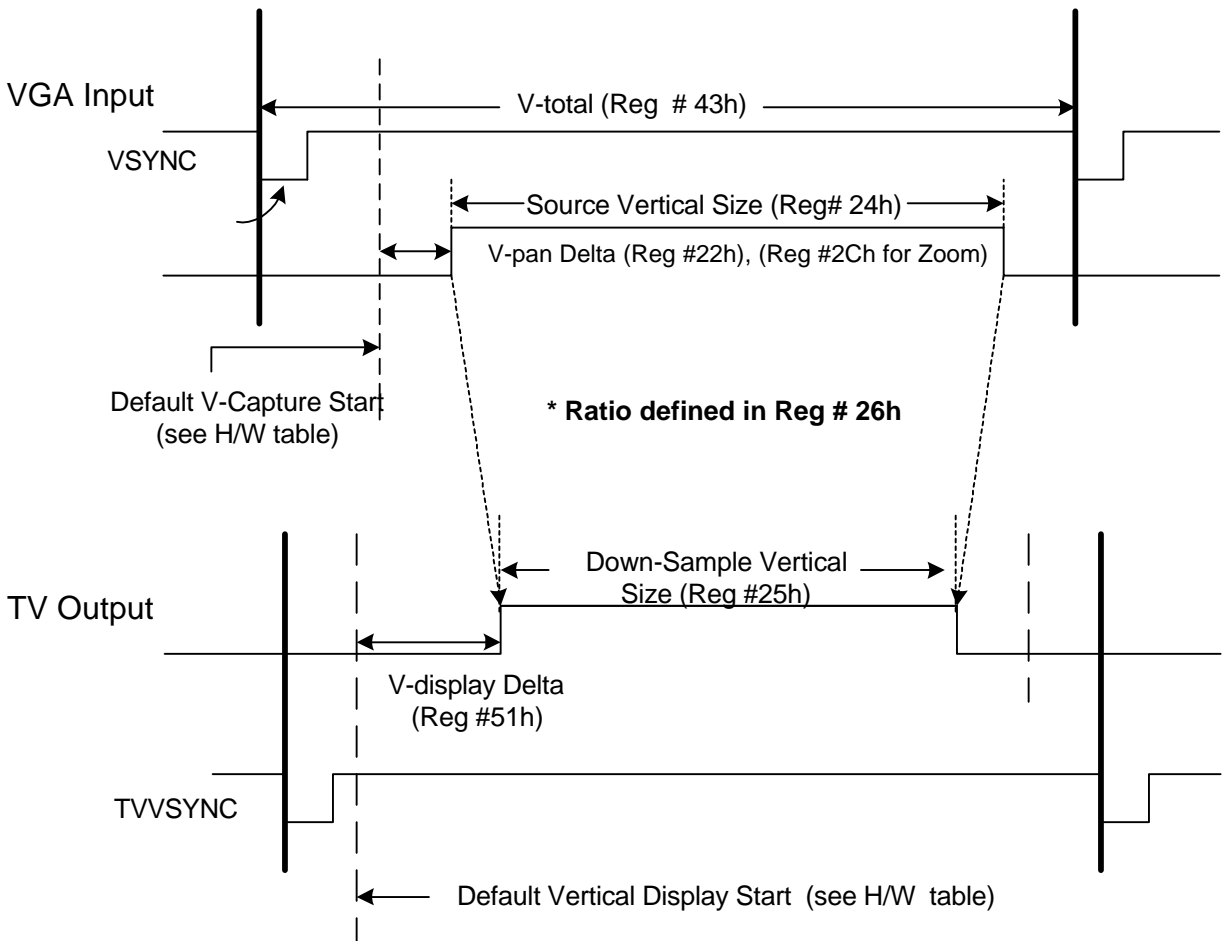 VGA Input
V-total (Reg # 43h)
VSYNC
Source Vertical Size (Reg# 24h)
V-pan Delta (Reg #22h), (Reg #2Ch for Zoom)
Default V-Capture Start
(see H/W table)
* Ratio defined in Reg # 26h
Down-Sample Vertical
Size (Reg #25h)
TV Output
V-display Delta
(Reg #51h)
TVVSYNC
Default Vertical Display Start (see H/W table)